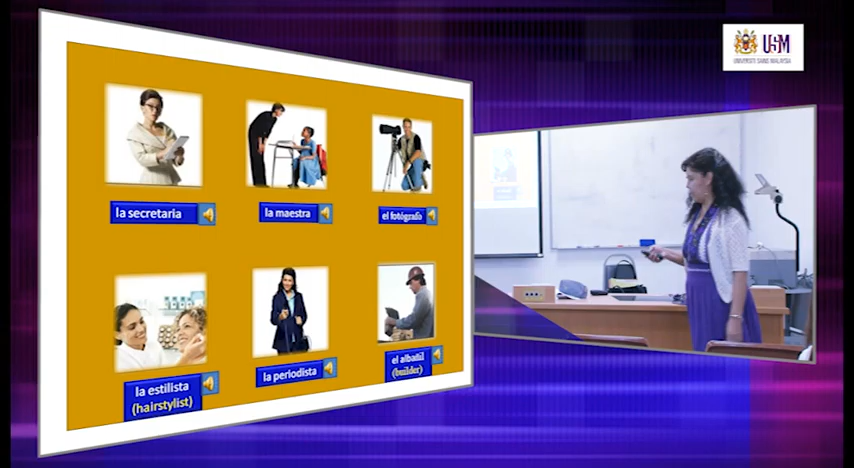 USM
UNIVERSITI SAINS MALAYSIA
la secretaria
la maestra
el fotógrafo
la estilista
(hairstylist)
la periodista
el albañil
(builder)